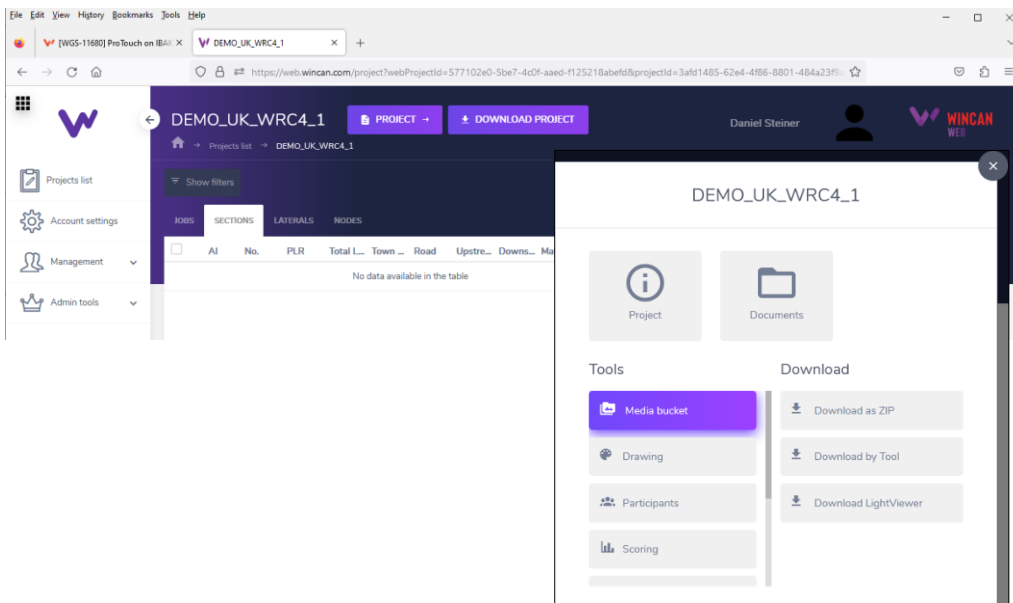 File Edit View History Bookmarks Tools Help
[WGS-11680] ProTouch on IBAK
DEMO_UK_WRC4_1
https://web.wincan.com/project?webProjectId=577102e0-5be7-4c0f-aaed-f125218abefd&projectId=3afd1485-62e4-4f86-8801-484a23f9
DEMO_UK_WRC4_1
PROJECT →
DOWNLOAD PROJECT
Daniel Steiner
WINCAN
WEB
→ Projects list → DEMO_UK_WRC4_1
Projects list
Account settings
Management
Admin tools
Show filters
JOBS SECTIONS LATERALS NODES
AI No. PLR Total L... Town ... Road Upstre... Downs... Ma
No data available in the table
DEMO_UK_WRC4_1
Project
Documents
Tools
Media bucket
Drawing
Participants
Scoring
Download
Download as ZIP
Download by Tool
Download LightViewer